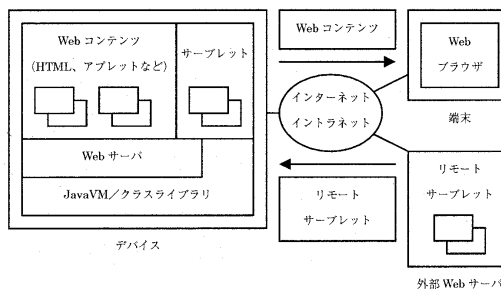 Web コンテンツ
(HTML、アプレットなど)
サーブレット
Web サーバ
JavaVM/クラスライブラリ
デバイス
Web コンテンツ
インターネット
イントラネット
リモート
サーブレット
Web
ブラウザ
端末
リモート
サーブレット
外部 Web サーバ